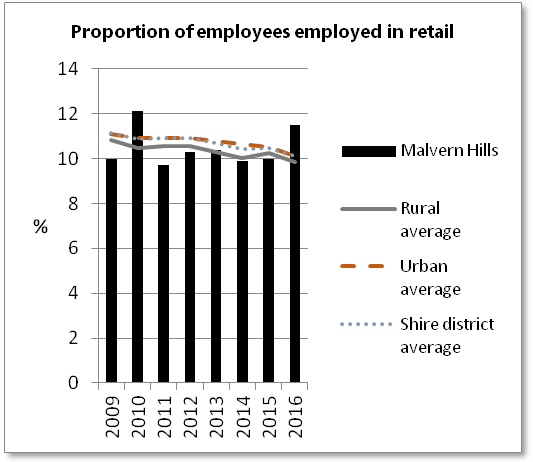 Proportion of employees employed in retail
14
12
10
8
6
4
2
0
%
2009
2010
2011
2012
2013
2014
2015
2016
Malvern Hills
Rural
average
Urban
average
Shire district
average